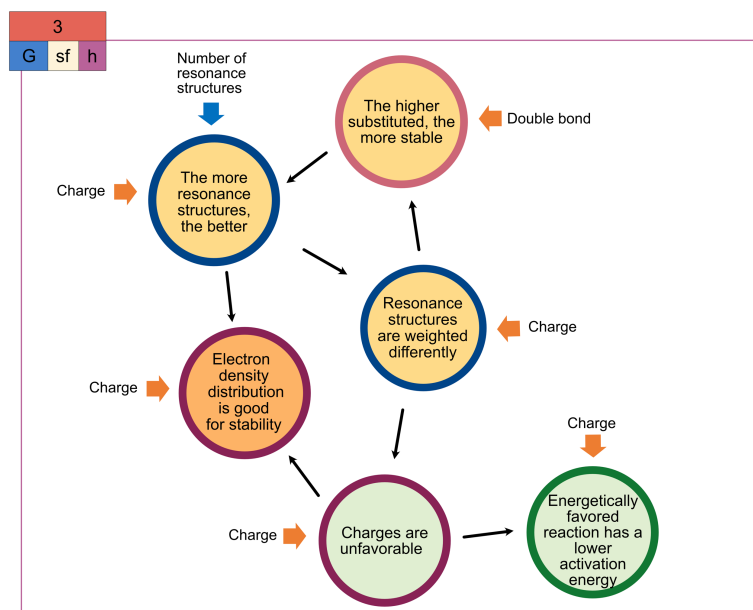 3
G sf h
Number of
resonance
structures
The higher
substituted, the
more stable
Double bond
Charge
The more
resonance
structures,
the better
Resonance
structures
are weighted
differently
Charge
Charge
Electron
density
distribution
is good
for stability
Charge
Charge
Charges are
unfavorable
Energetically
favored
reaction has a
lower
activation
energy